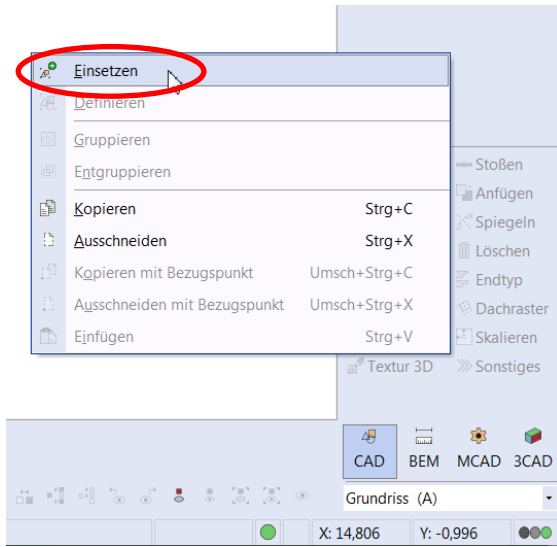 Einsetzen
Definieren
Gruppieren
Entgruppieren
Kopieren Strg+C
Ausschneiden Strg+X
Kopieren mit Bezugspunkt Umsch+Strg+C
Ausschneiden mit Bezugspunkt Umsch+Strg+X
Einfügen Strg+V
Stoßen
Anfügen
Spiegeln
Löschen
Endtyp
Dachraster
Skalieren
Textur 3D Sonstiges
CAD BEM MCAD 3CAD
Grundriss (A)
X: 14,806 Y: -0,996